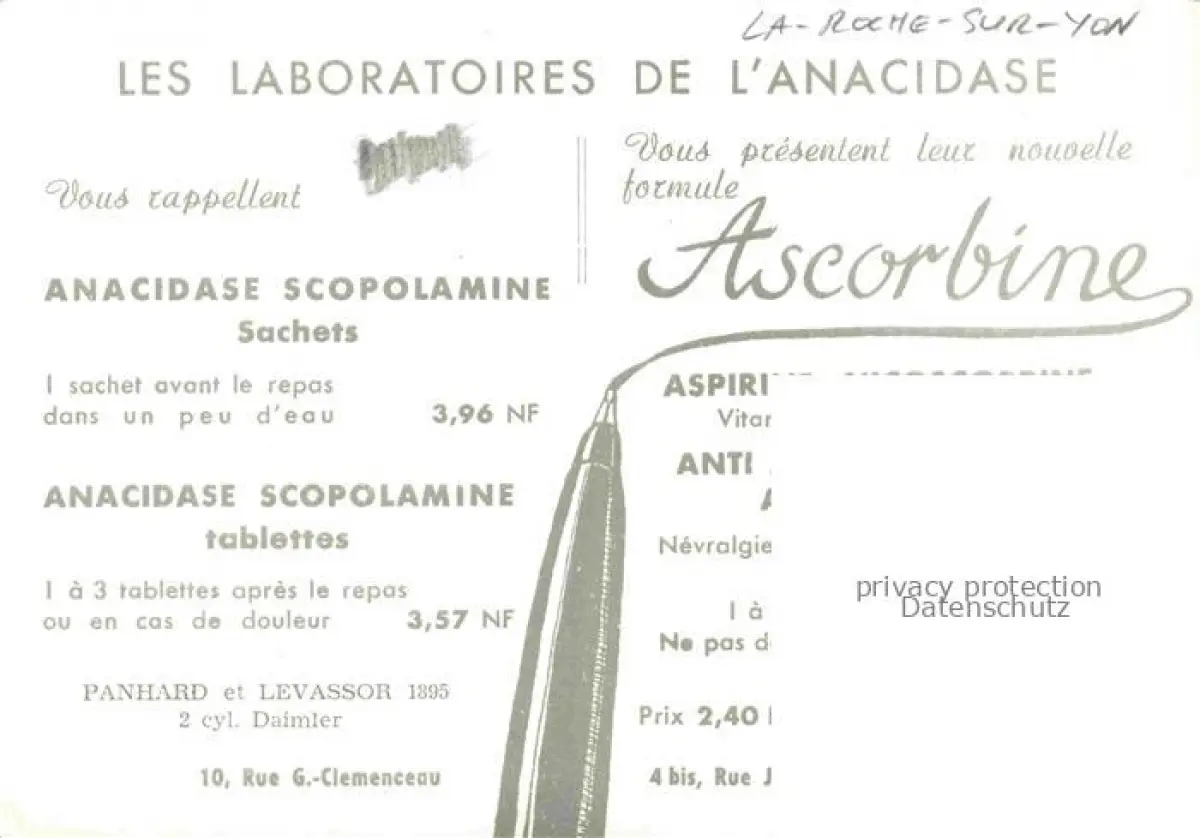 LA-ROCHE-SUR-YON
LES LABORATOIRES DE L'ANACIDASE
Vous rappellent
ANACIDASE SCOPOLAMINE
Sachets
1 sachet avant le repas
dans un peu d'eau 3,96 NF
ANACIDASE SCOPOLAMINE
tablettes
1 à 3 tablettes après le repas
ou en cas de douleur 3,57 NF
PANHARD et LEVASSOR 1895
2 cyl. Daimler
10, Rue G.-Clemenceau
Vous présentent leur nouvelle
formule
Ascorbine
ANTI
Névralgie
1 à
Ne pas d
Prix 2,40
4 bis, Rue J
privacy protection
Datenschutz